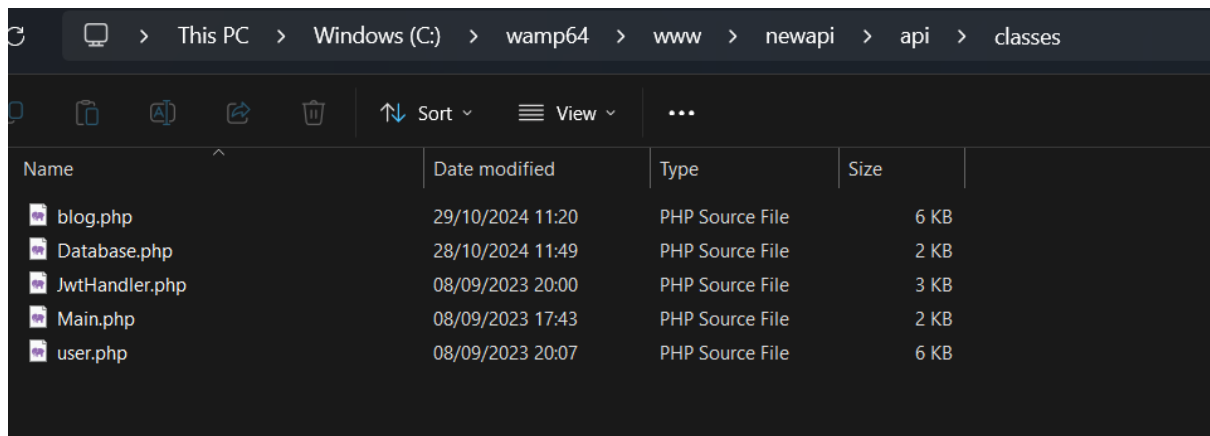 This PC > Windows (C:) > wamp64 > www > newapi > api > classes
Sort View
Name Date modified Type Size
blog.php 29/10/2024 11:20 PHP Source File 6 KB
Database.php 28/10/2024 11:49 PHP Source File 2 KB
JwtHandler.php 08/09/2023 20:00 PHP Source File 3 KB
Main.php 08/09/2023 17:43 PHP Source File 2 KB
user.php 08/09/2023 20:07 PHP Source File 6 KB